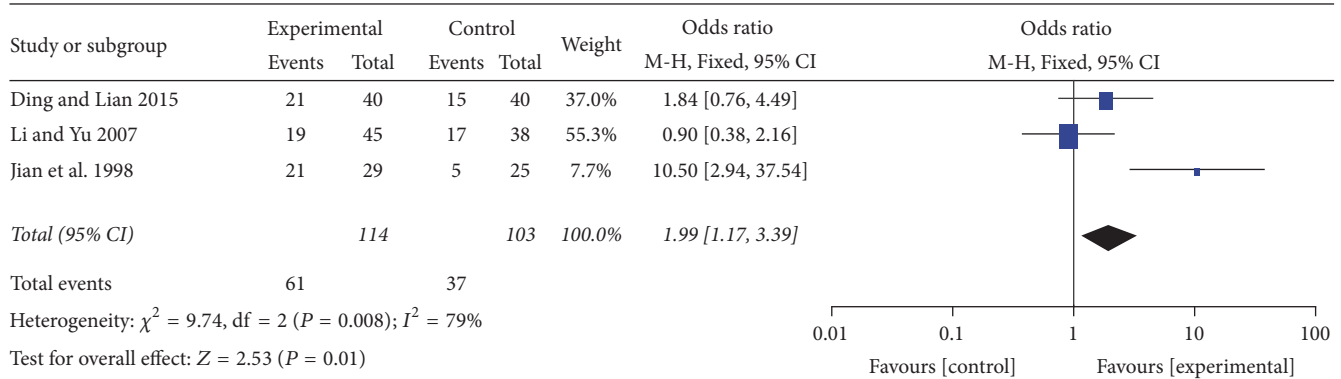 Study or subgroup Experimental Control Weight Odds ratio Odds ratio
Events Total Events Total M-H, Fixed, 95% CI M-H, Fixed, 95% CI
Ding and Lian 2015 21 40 15 40 37.0% 1.84 [0.76, 4.49]
Li and Yu 2007 19 45 17 38 55.3% 0.90 [0.38, 2.16]
Jian et al. 1998 21 29 5 25 7.7% 10.50 [2.94, 37.54]
Total (95% CI) 114 103 100.0% 1.99 [1.17, 3.39]
Total events 61 37
Heterogeneity: χ² = 9.74, df = 2 (P = 0.008); I² = 79%
Test for overall effect: Z = 2.53 (P = 0.01)
0.01 0.1 1 10 100
Favours [control] Favours [experimental]